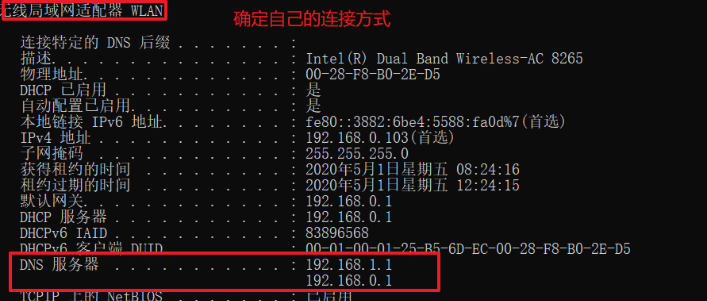 无线局域网适配器 WLAN
确定自己的连接方式
连接特定的 DNS 后缀 . . . . . . . :
描述. . . . . . . . . . . . . . . : Intel(R) Dual Band Wireless-AC 8265
物理地址. . . . . . . . . . . . . : 00-28-F8-B0-2E-D5
DHCP 已启用 . . . . . . . . . . . : 是
自动配置已启用. . . . . . . . . . : 是
本地链接 IPv6 地址. . . . . . . . : fe80::3882:6be4:5588:fa0d%7(首选)
IPv4 地址 . . . . . . . . . . . . : 192.168.0.103(首选)
子网掩码 . . . . . . . . . . . . : 255.255.255.0
获得租约的时间 . . . . . . . . . : 2020年5月1日星期五 08:24:16
租约过期的时间 . . . . . . . . . : 2020年5月1日星期五 12:24:15
默认网关. . . . . . . . . . . . . : 192.168.0.1
DHCP 服务器 . . . . . . . . . . . : 192.168.0.1
DHCPv6 IAID . . . . . . . . . . . : 83896568
DHCPv6 客户端 DUID . . . . . . . : 00-01-00-01-25-B5-6D-EC-00-28-F8-B0-2E-D5
DNS 服务器 . . . . . . . . . . . : 192.168.1.1
192.168.0.1
TCPIP 上的 NetBIOS . . . . . . . : 已启用